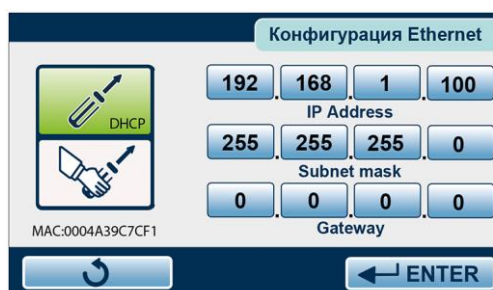 Конфигурация Ethernet
192.168.1.100
IP Address
DHCP
255.255.255.0
Subnet mask
0.0.0.0
Gateway
MAC:0004A39C7CF1
ENTER